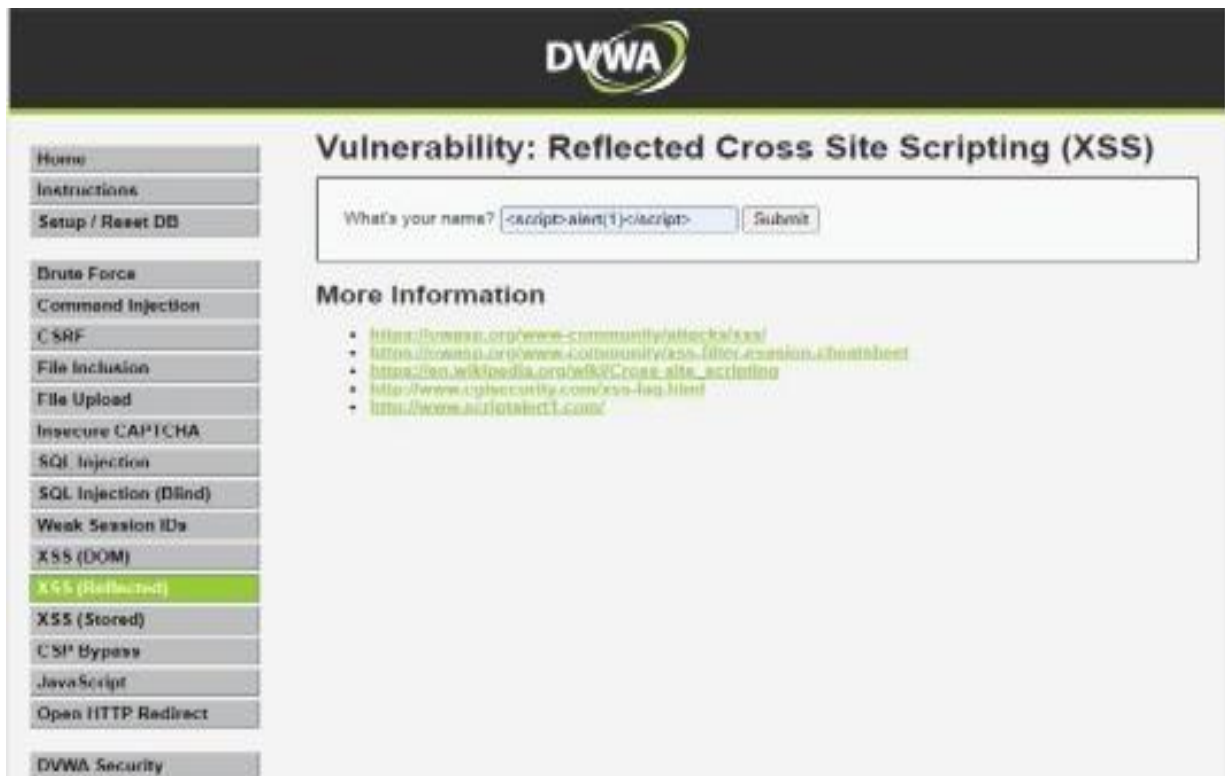 DVWA
Home
Instructions
Setup / Reset DB
Brute Force
Command Injection
CSRF
File Inclusion
File Upload
Insecure CAPTCHA
SQL Injection
SQL Injection (Blind)
Weak Session IDs
XSS (DOM)
XSS (Reflected)
XSS (Stored)
CSP Bypass
JavaScript
Open HTTP Redirect
DVWA Security
Vulnerability: Reflected Cross Site Scripting (XSS)
What's your name? <script>alert(1)</script> Submit
More Information
https://owasp.org/www-community/attacks/xss/
https://owasp.org/www-community/xss-filter-evasion-cheatsheet
https://en.wikipedia.org/wiki/Cross-site_scripting
http://www.cgisecurity.com/xss-faq.html
http://www.scriptalert1.com/